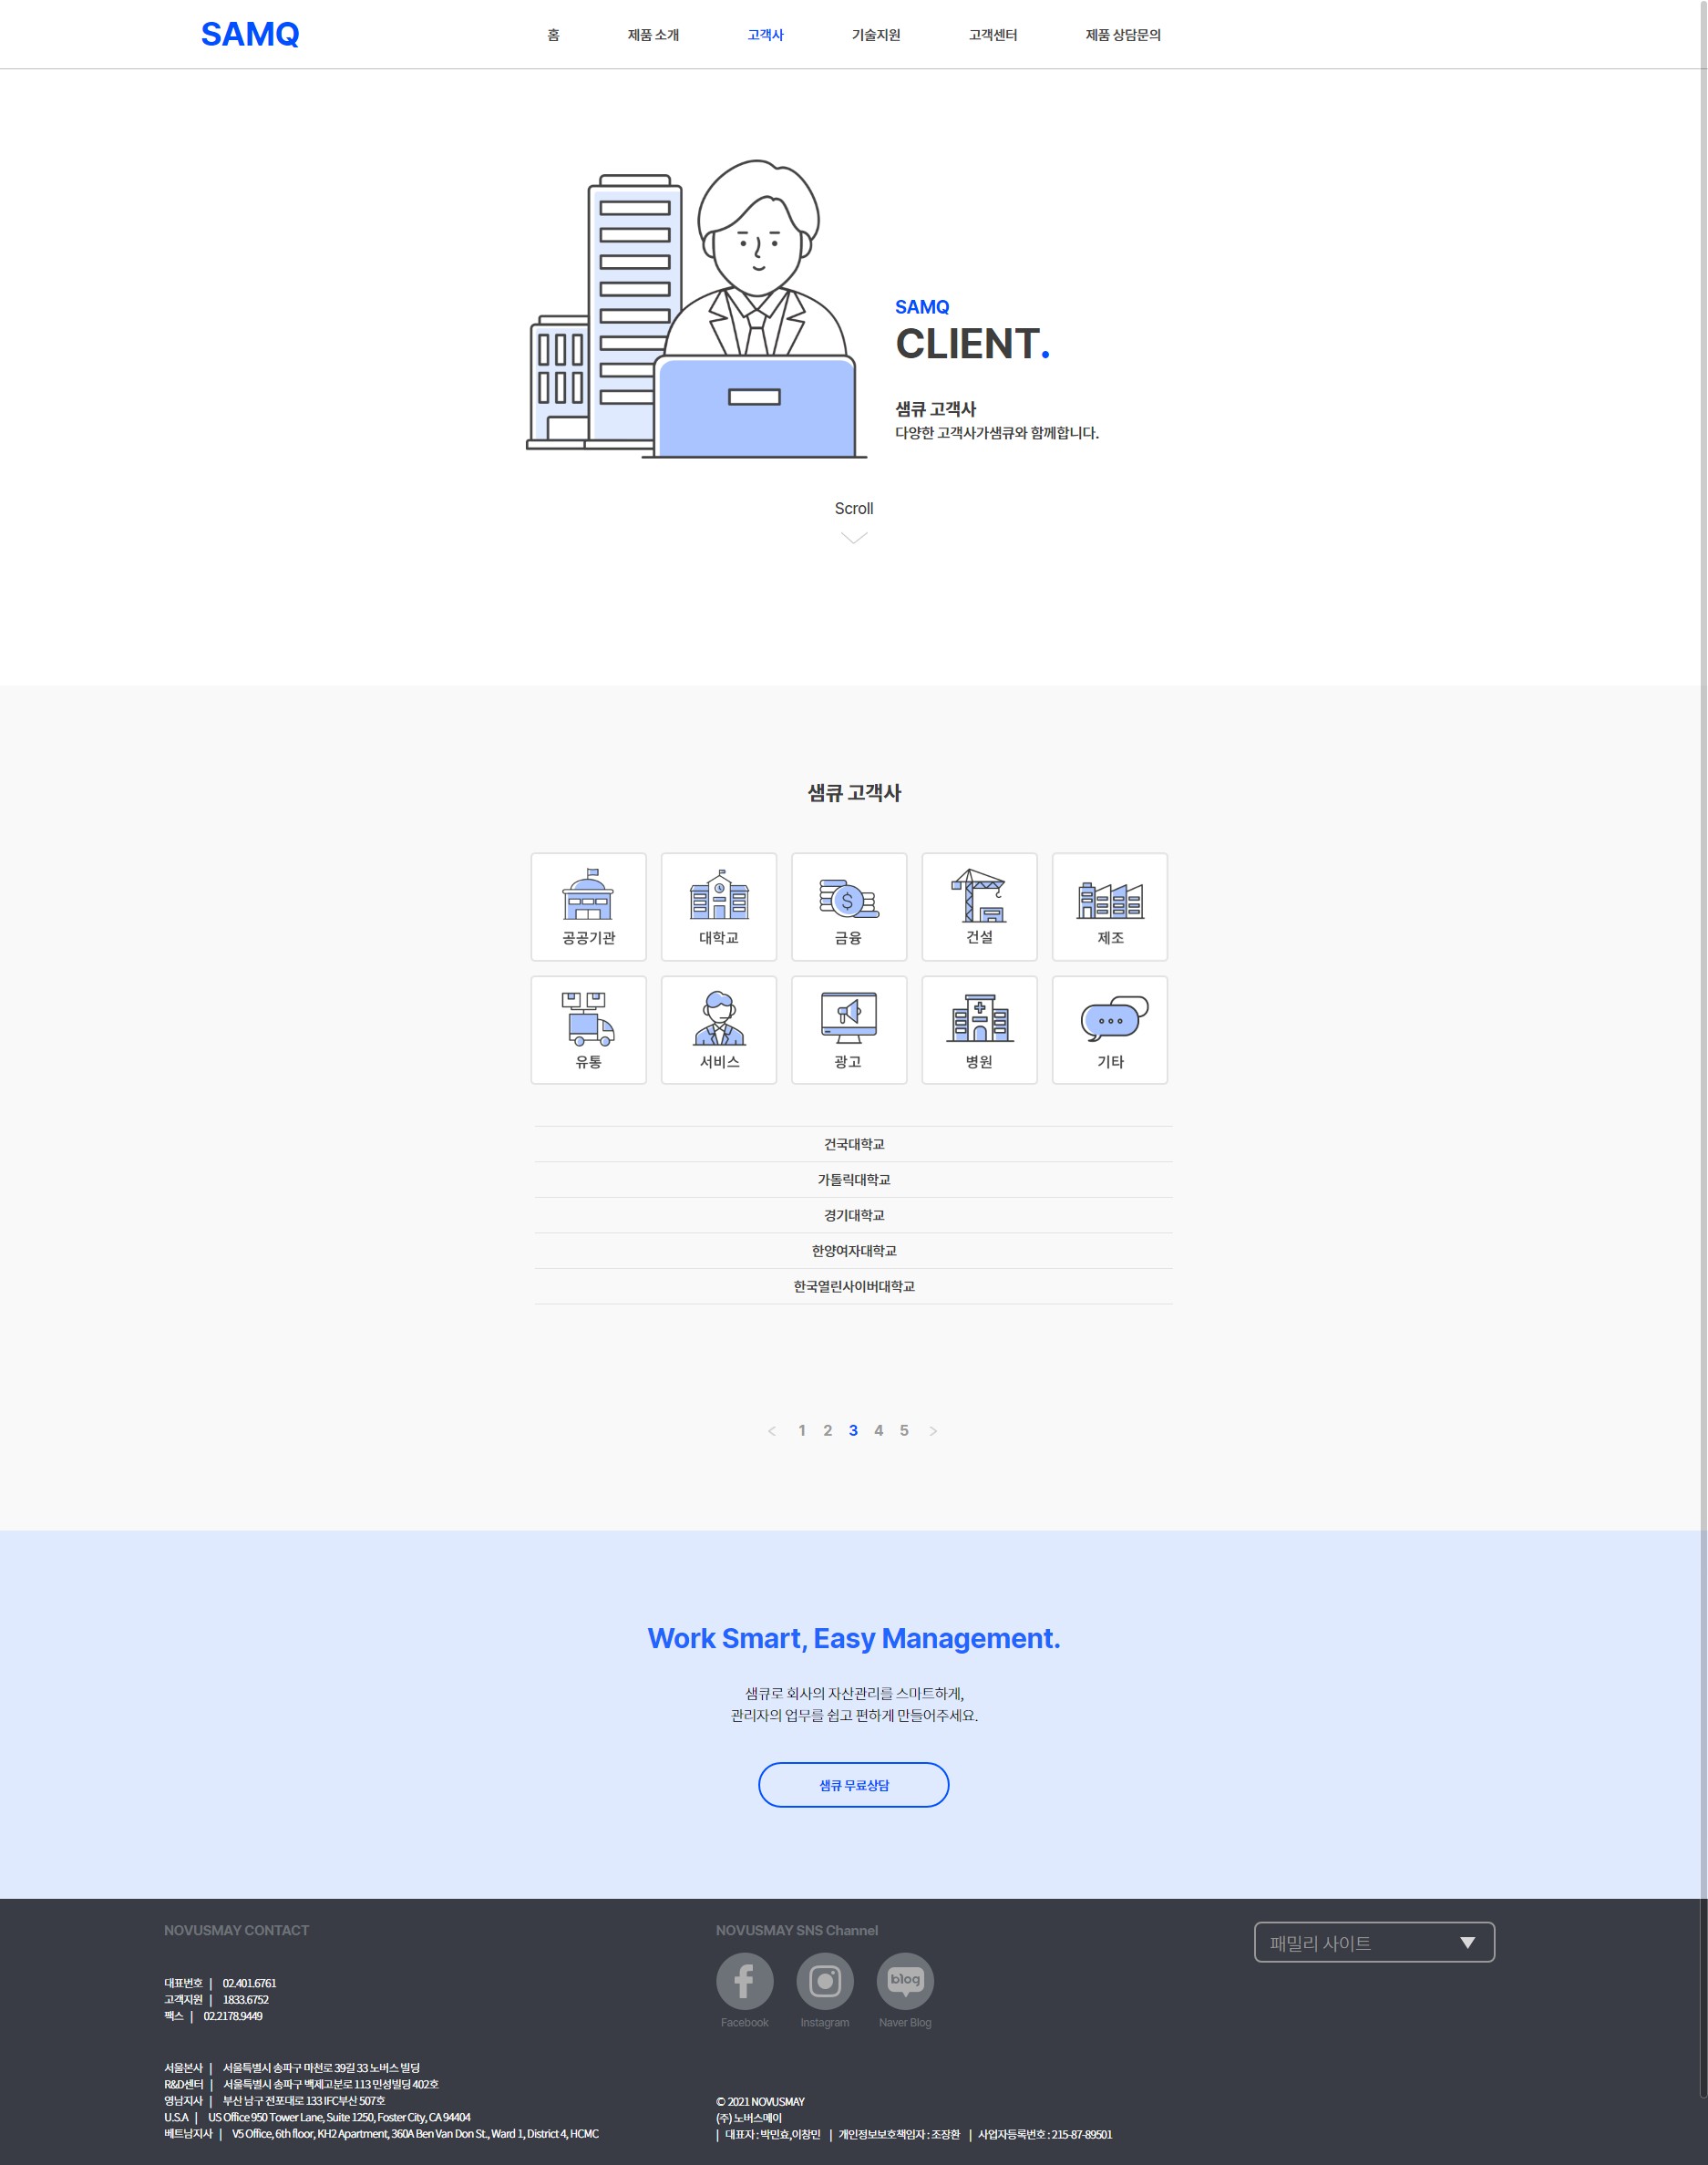 SAMQ
홈 제품 소개 고객사 기술지원 고객센터 제품 상담문의
SAMQ
CLIENT.
샘큐 고객사
다양한 고객사가샘큐와 함께합니다.
Scroll
샘큐 고객사
공공기관 대학교 금융 건설 제조
유통 서비스 광고 병원 기타
건국대학교
가톨릭대학교
경기대학교
한양여자대학교
한국열린사이버대학교
< 1 2 3 4 5 >
Work Smart, Easy Management.
샘큐로 회사의 자산관리를 스마트하게,
관리자의 업무를 쉽고 편하게 만들어주세요.
샘큐 무료상담
NOVUSMAY CONTACT
대표번호 | 02.401.6761
고객지원 | 1833.6752
팩스 | 02.2178.9449
서울본사 | 서울특별시 송파구 마천로 39길 33 노버스 빌딩
R&D센터 | 서울특별시 송파구 백제고분로 113 민성빌딩 402호
영남지사 | 부산 남구 전포대로 133 IFC부산 507호
U.S.A | US Office 950 Tower Lane, Suite 1250, Foster City, CA 94404
베트남지사 | V5 Office, 6th floor, KH2 Apartment, 360A Ben Van Don St., Ward 1, District 4, HCMC
NOVUSMAY SNS Channel
blog
Facebook Instagram Naver Blog
© 2021 NOVUSMAY
(주) 노버스메이
| 대표자 : 박민효,이창민 | 개인정보보호책임자 : 조장환 | 사업자등록번호 : 215-87-89501
패밀리 사이트